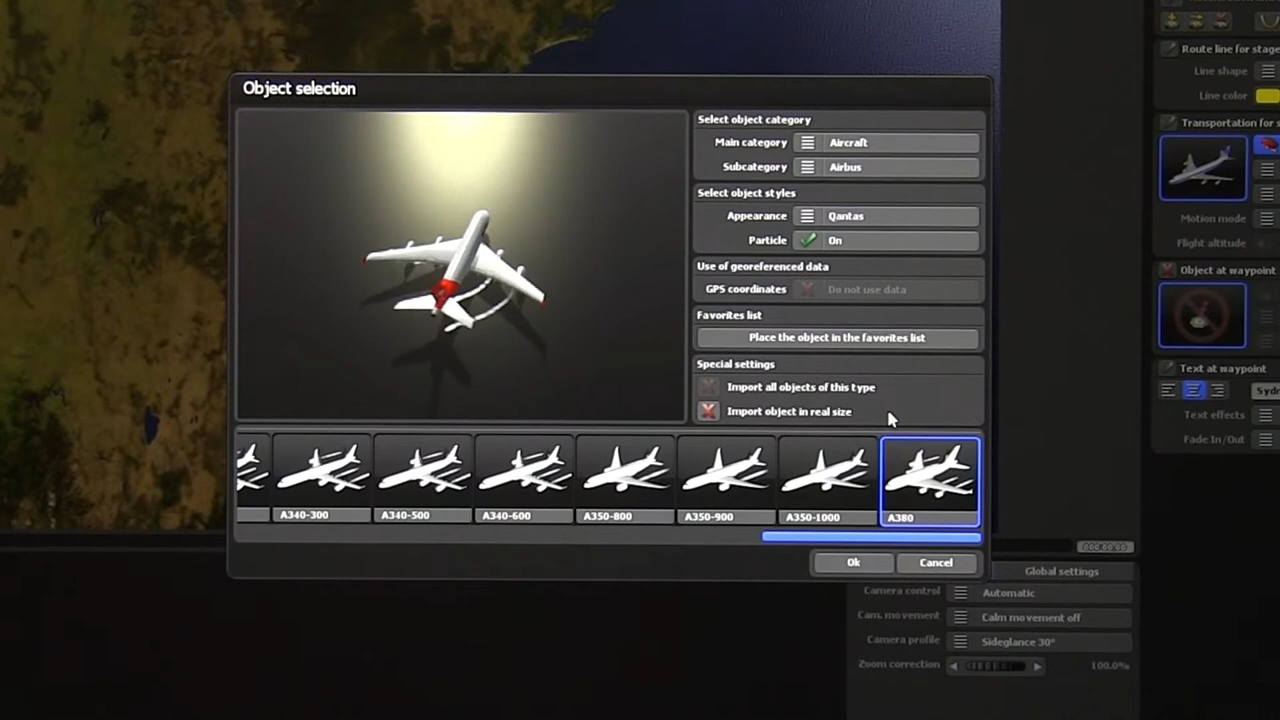 Object selection
Select object category
Main category
Aircraft
Subcategory
Airbus
Select object styles
Appearance
Qantas
Particle
On
Use of georeferenced data
GPS coordinates
Do not use data
Favorites list
Place the object in the favorites list
Special settings
Import all objects of this type
Import object in real size
A340-300
A340-500
A340-600
A350-800
A350-900
A350-1000
A380
Ok
Cancel
Route line for stage
Line shape
Line color
Transportation for s
Motion mode
Flight altitude
Object at waypoint
Text at waypoint
Text effects
Fade In/Out
000:00:00
Global settings
Camera control
Automatic
Cam. movement
Calm movement off
Camera profile
Sideglance 30°
Zoom correction
100.0%